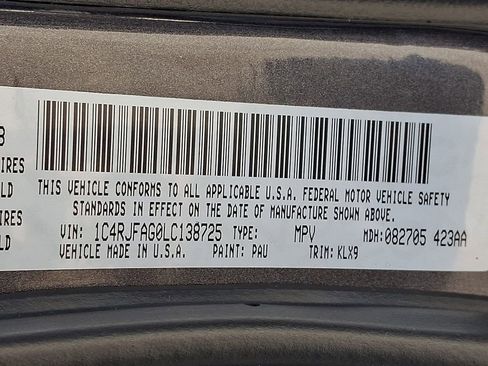 8
IRES
LD
IRES
LD
THIS VEHICLE CONFORMS TO ALL APPLICABLE U.S.A. FEDERAL MOTOR VEHICLE SAFETY
STANDARDS IN EFFECT ON THE DATE OF MANUFACTURE SHOWN ABOVE.
VIN: 1C4RJFAG0LC138725 TYPE: MPV MDH:082705 423AA
VEHICLE MADE IN U.S.A. PAINT: PAU TRIM: KLX9